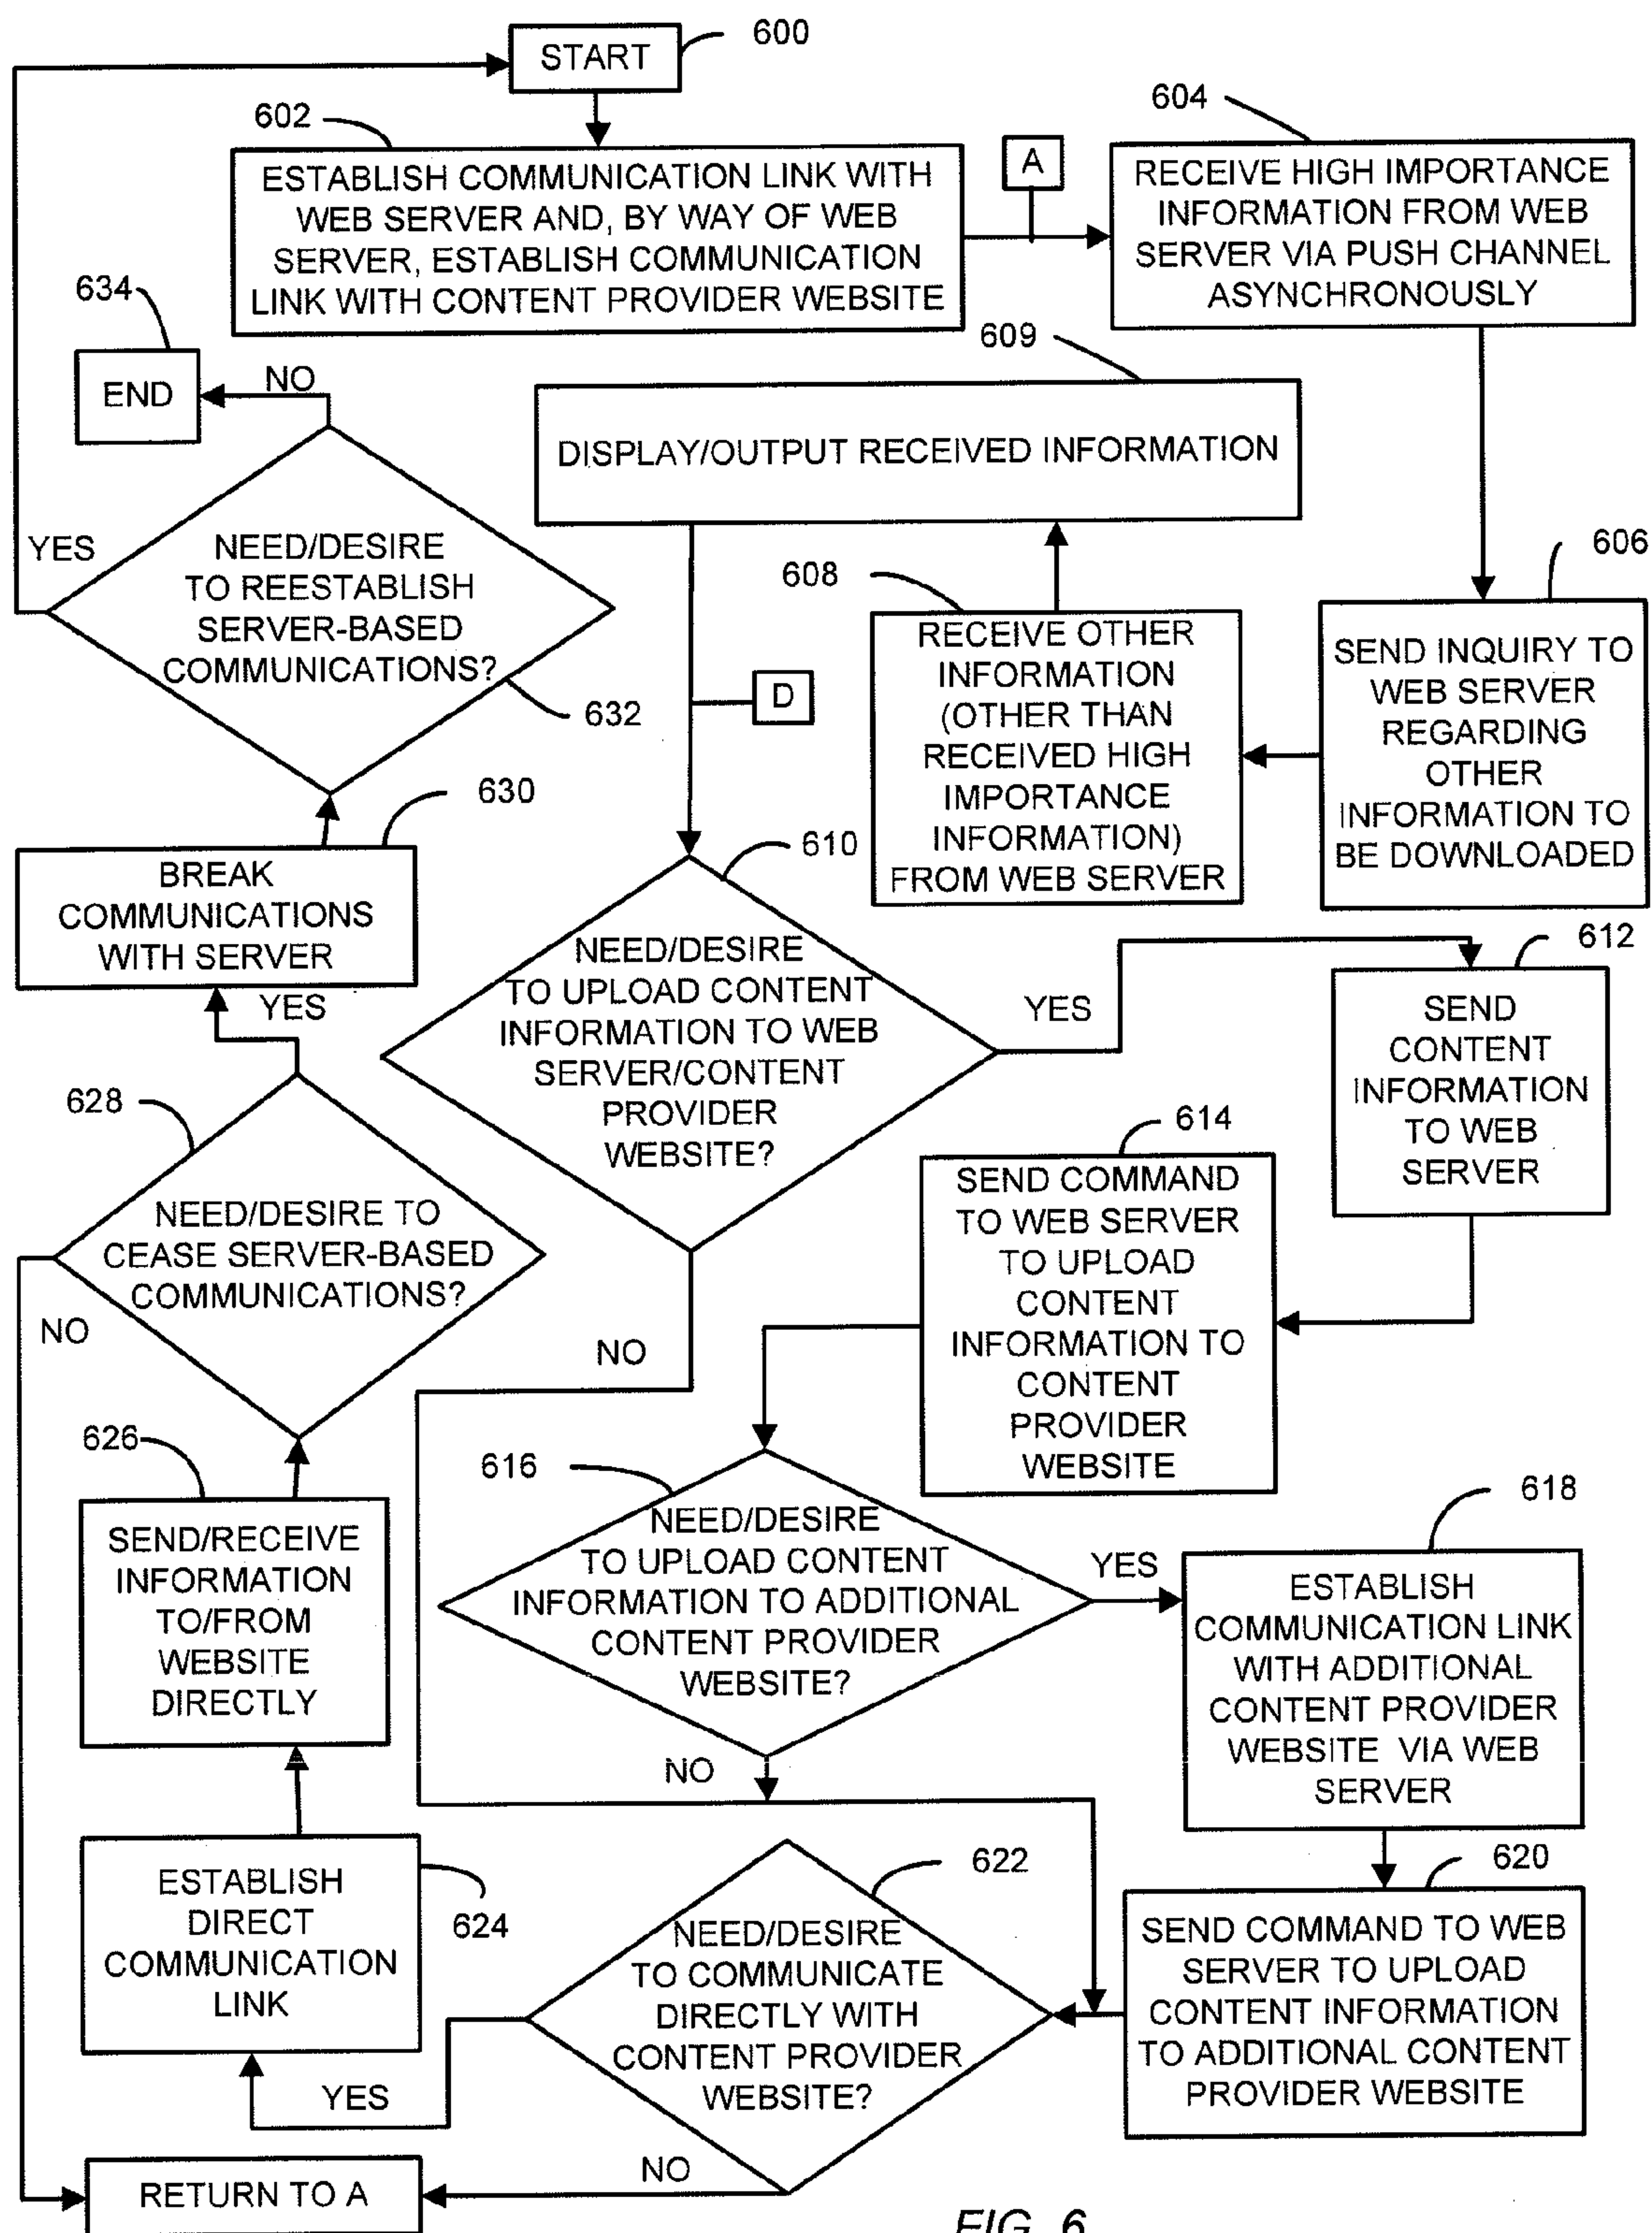 START
600
602
ESTABLISH COMMUNICATION LINK WITH
WEB SERVER AND, BY WAY OF WEB
SERVER, ESTABLISH COMMUNICATION
LINK WITH CONTENT PROVIDER WEBSITE
A
604
RECEIVE HIGH IMPORTANCE
INFORMATION FROM WEB
SERVER VIA PUSH CHANNEL
ASYNCHRONOUSLY
606
SEND INQUIRY TO
WEB SERVER
REGARDING
OTHER
INFORMATION TO
BE DOWNLOADED
608
RECEIVE OTHER
INFORMATION
(OTHER THAN
RECEIVED HIGH
IMPORTANCE
INFORMATION)
FROM WEB SERVER
609
DISPLAY/OUTPUT RECEIVED INFORMATION
D
610
NEED/DESIRE
TO UPLOAD CONTENT
INFORMATION TO WEB
SERVER/CONTENT
PROVIDER
WEBSITE?
YES
NO
612
SEND
CONTENT
INFORMATION
TO WEB
SERVER
614
SEND COMMAND
TO WEB SERVER
TO UPLOAD
CONTENT
INFORMATION TO
CONTENT
PROVIDER
WEBSITE
616
NEED/DESIRE
TO UPLOAD CONTENT
INFORMATION TO ADDITIONAL
CONTENT PROVIDER
WEBSITE?
YES
NO
618
ESTABLISH
COMMUNICATION LINK
WITH ADDITIONAL
CONTENT PROVIDER
WEBSITE VIA WEB
SERVER
620
SEND COMMAND TO WEB
SERVER TO UPLOAD
CONTENT INFORMATION
TO ADDITIONAL CONTENT
PROVIDER WEBSITE
622
NEED/DESIRE
TO COMMUNICATE
DIRECTLY WITH
CONTENT PROVIDER
WEBSITE?
YES
NO
624
ESTABLISH
DIRECT
COMMUNICATION
LINK
626
SEND/RECEIVE
INFORMATION
TO/FROM
WEBSITE
DIRECTLY
628
NEED/DESIRE TO
CEASE SERVER-BASED
COMMUNICATIONS?
YES
NO
630
BREAK
COMMUNICATIONS
WITH SERVER
632
NEED/DESIRE
TO REESTABLISH
SERVER-BASED
COMMUNICATIONS?
YES
NO
634
END
RETURN TO A
FIG. 6